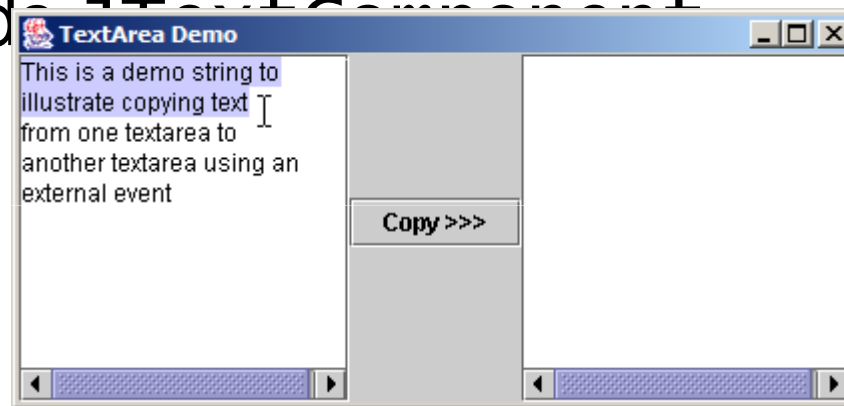 TextArea Demo
This is a demo string to
illustrate copying text
from one textarea to
another textarea using an
external event
Copy >>>